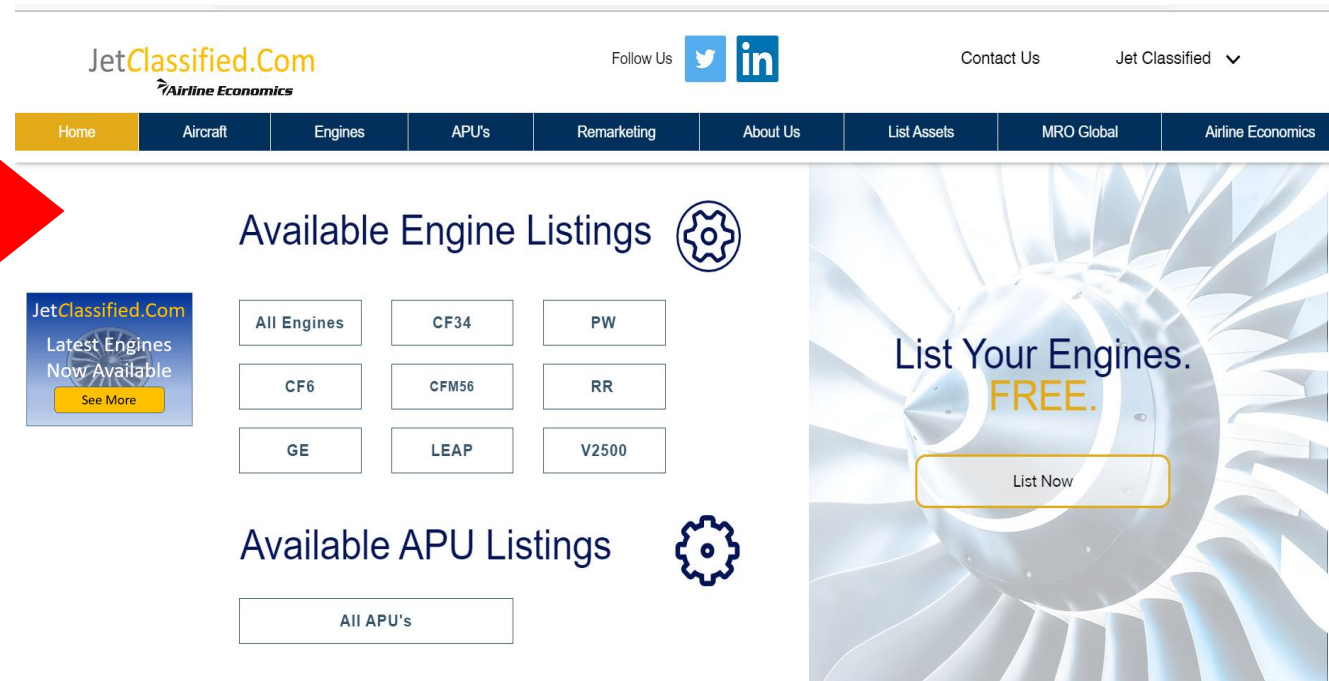 JetClassified.Com
Airline Economics
Follow Us
in
Contact Us
Jet Classified
Home
Aircraft
Engines
APU's
Remarketing
About Us
List Assets
MRO Global
Airline Economics
Available Engine Listings
All Engines
CF34
PW
CF6
CFM56
RR
GE
LEAP
V2500
Available APU Listings
All APU's
JetClassified.Com
Latest Engines
Now Available
See More
List Your Engines.
FREE.
List Now